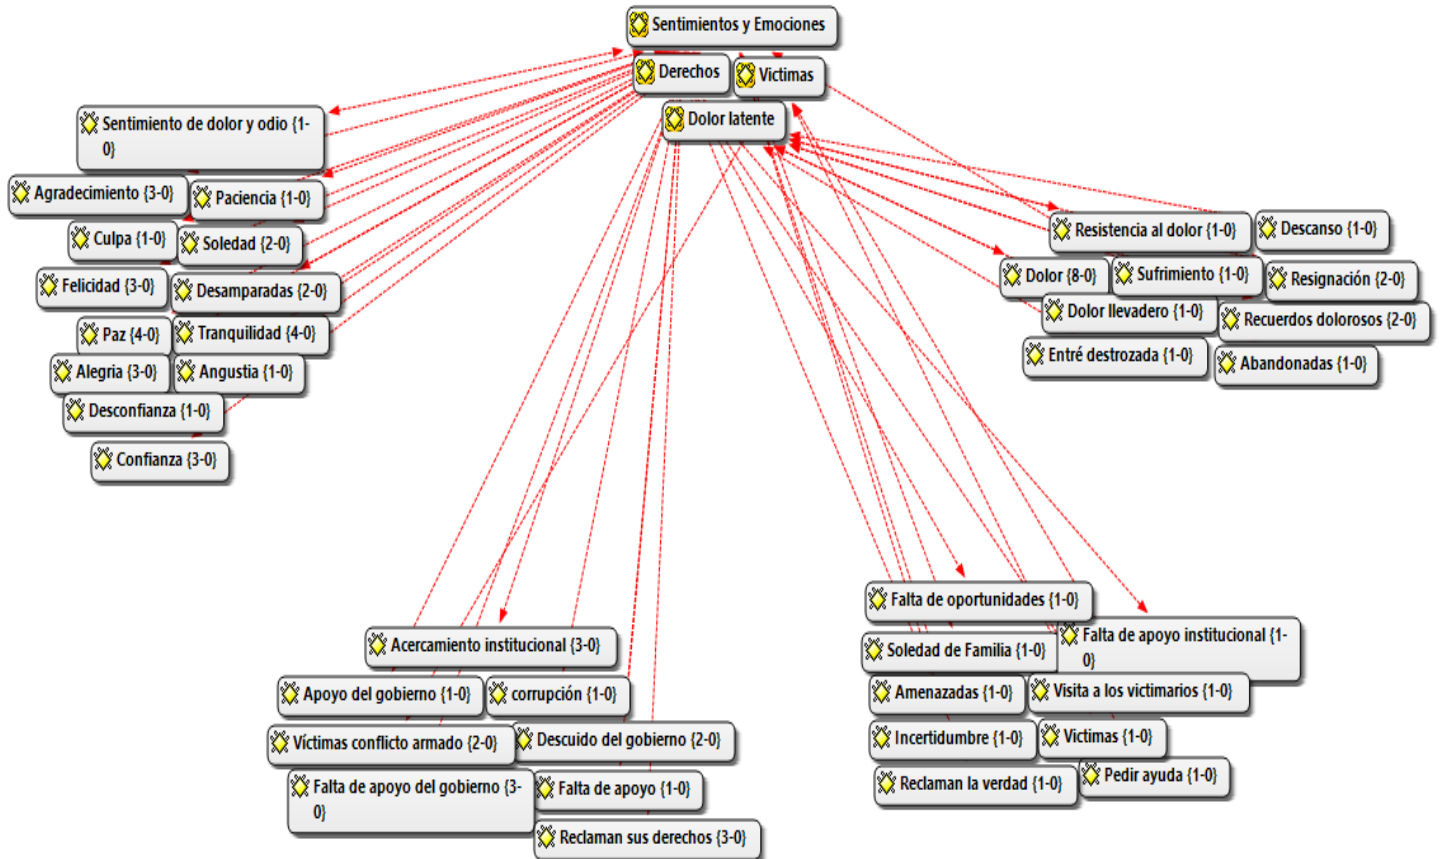 Sentimientos y Emociones
Derechos
Victimas
Dolor latente
Sentimiento de dolor y odio {1-
0}
Agradecimiento {3-0}
Paciencia {1-0}
Culpa {1-0}
Soledad {2-0}
Felicidad {3-0}
Desamparadas {2-0}
Paz {4-0}
Tranquilidad {4-0}
Alegria {3-0}
Angustia {1-0}
Desconfianza {1-0}
Confianza {3-0}
Resistencia al dolor {1-0}
Descanso {1-0}
Dolor {8-0}
Sufrimiento {1-0}
Resignación {2-0}
Dolor llevadero {1-0}
Recuerdos dolorosos {2-0}
Entré destrozada {1-0}
Abandonadas {1-0}
Acercamiento institucional {3-0}
Apoyo del gobierno {1-0}
corrupción {1-0}
Víctimas conflicto armado {2-0}
Descuido del gobierno {2-0}
Falta de apoyo del gobierno {3-
0}
Falta de apoyo {1-0}
Reclaman sus derechos {3-0}
Falta de oportunidades {1-0}
Soledad de Familia {1-0}
Falta de apoyo institucional {1-
0}
Amenazadas {1-0}
Visita a los victimarios {1-0}
Incertidumbre {1-0}
Victimas {1-0}
Reclaman la verdad {1-0}
Pedir ayuda {1-0}